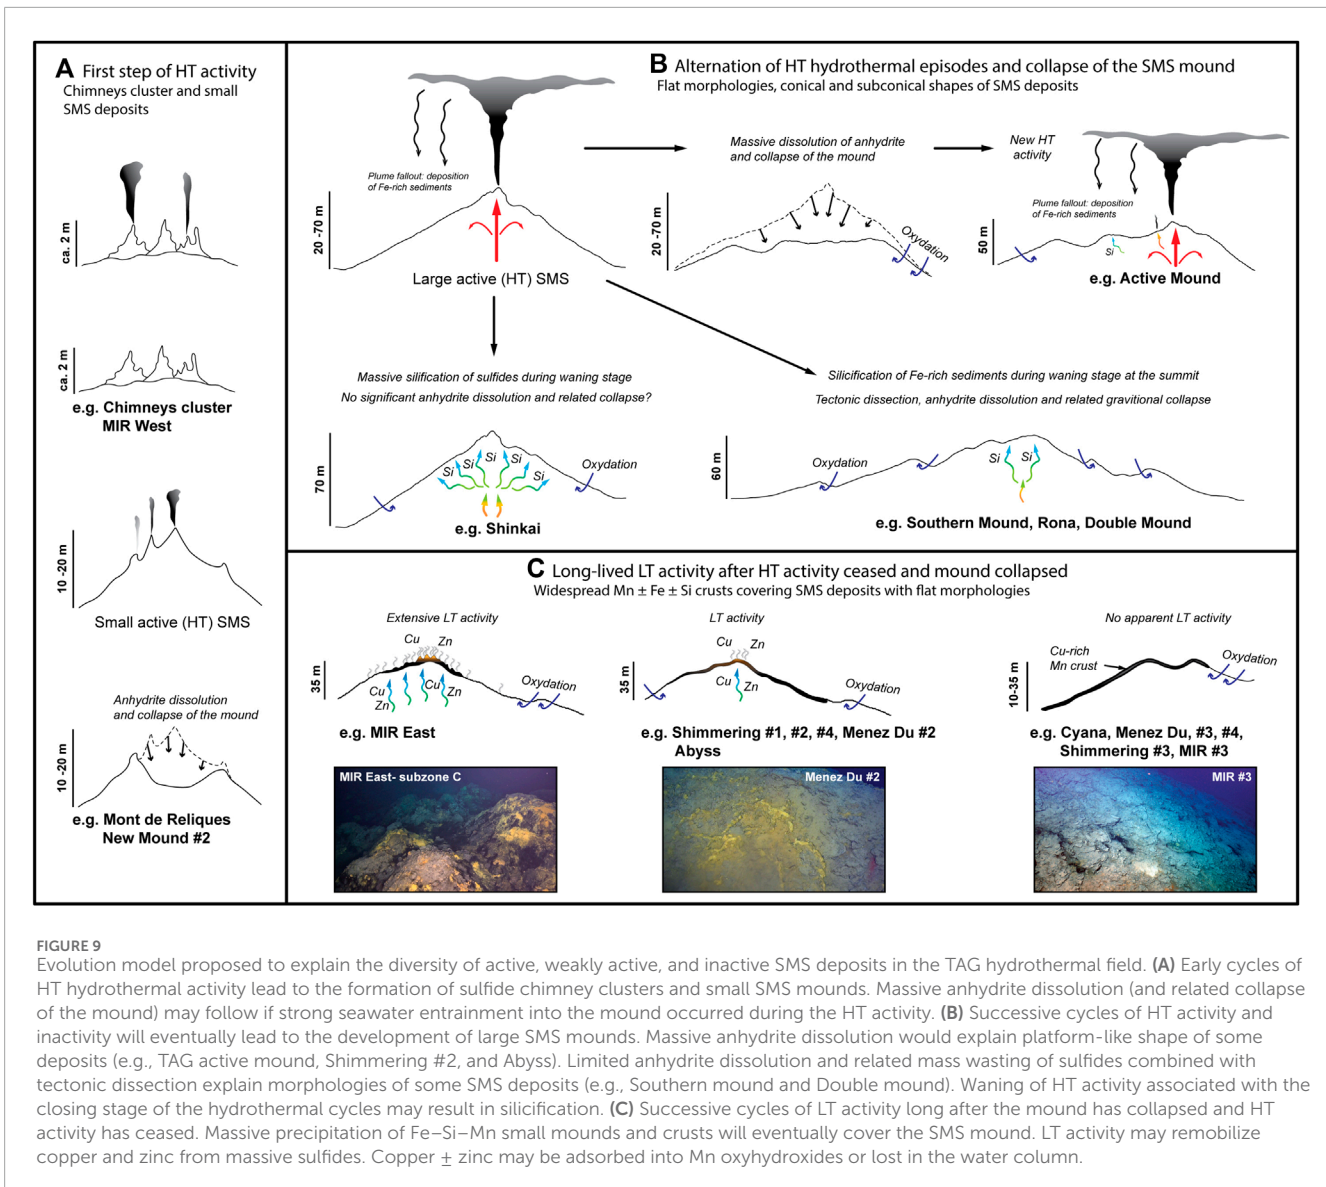 A First step of HT activity
Chimneys cluster and small
SMS deposits
ca. 2 m
ca. 2 m
e.g. Chimneys cluster
MIR West
10 -20 m
Small active (HT) SMS
Anhydrite dissolution
and collapse of the mound
10 -20 m
e.g. Mont de Reliques
New Mound #2
B Alternation of HT hydrothermal episodes and collapse of the SMS mound
Flat morphologies, conical and subconical shapes of SMS deposits
Plume fallout: deposition
of Fe-rich sediments
20 -70 m
Large active (HT) SMS
Massive dissolution of anhydrite
and collapse of the mound
20 -70 m
Oxydation
New HT
activity
Plume fallout: deposition
of Fe-rich sediments
50 m
Si
e.g. Active Mound
Massive silification of sulfides during waning stage
No significant anhydrite dissolution and related collapse?
70 m
Si
Si
Si
Si
Si
Oxydation
e.g. Shinkai
Silicification of Fe-rich sediments during waning stage at the summit
Tectonic dissection, anhydrite dissolution and related gravitional collapse
60 m
Oxydation
Si
Si
e.g. Southern Mound, Rona, Double Mound
C Long-lived LT activity after HT activity ceased and mound collapsed
Widespread Mn ± Fe ± Si crusts covering SMS deposits with flat morphologies
Extensive LT activity
Cu Zn
35 m
Cu
Zn
Cu
Zn
Oxydation
e.g. MIR East
LT activity
Cu Zn
35 m
Cu
Zn
Oxydation
e.g. Shimmering #1, #2, #4, Menez Du #2
Abyss
No apparent LT activity
Cu-rich
Mn crust
10-35 m
Oxydation
e.g. Cyana, Menez Du, #3, #4,
Shimmering #3, MIR #3
MIR East- subzone C
Menez Du #2
MIR #3
FIGURE 9
Evolution model proposed to explain the diversity of active, weakly active, and inactive SMS deposits in the TAG hydrothermal field. (A) Early cycles of
HT hydrothermal activity lead to the formation of sulfide chimney clusters and small SMS mounds. Massive anhydrite dissolution (and related collapse
of the mound) may follow if strong seawater entrainment into the mound occurred during the HT activity. (B) Successive cycles of HT activity and
inactivity will eventually lead to the development of large SMS mounds. Massive anhydrite dissolution would explain platform-like shape of some
deposits (e.g., TAG active mound, Shimmering #2, and Abyss). Limited anhydrite dissolution and related mass wasting of sulfides combined with
tectonic dissection explain morphologies of some SMS deposits (e.g., Southern mound and Double mound). Waning of HT activity associated with the
closing stage of the hydrothermal cycles may result in silicification. (C) Successive cycles of LT activity long after the mound has collapsed and HT
activity has ceased. Massive precipitation of Fe–Si–Mn small mounds and crusts will eventually cover the SMS mound. LT activity may remobilize
copper and zinc from massive sulfides. Copper ± zinc may be adsorbed into Mn oxyhydroxides or lost in the water column.